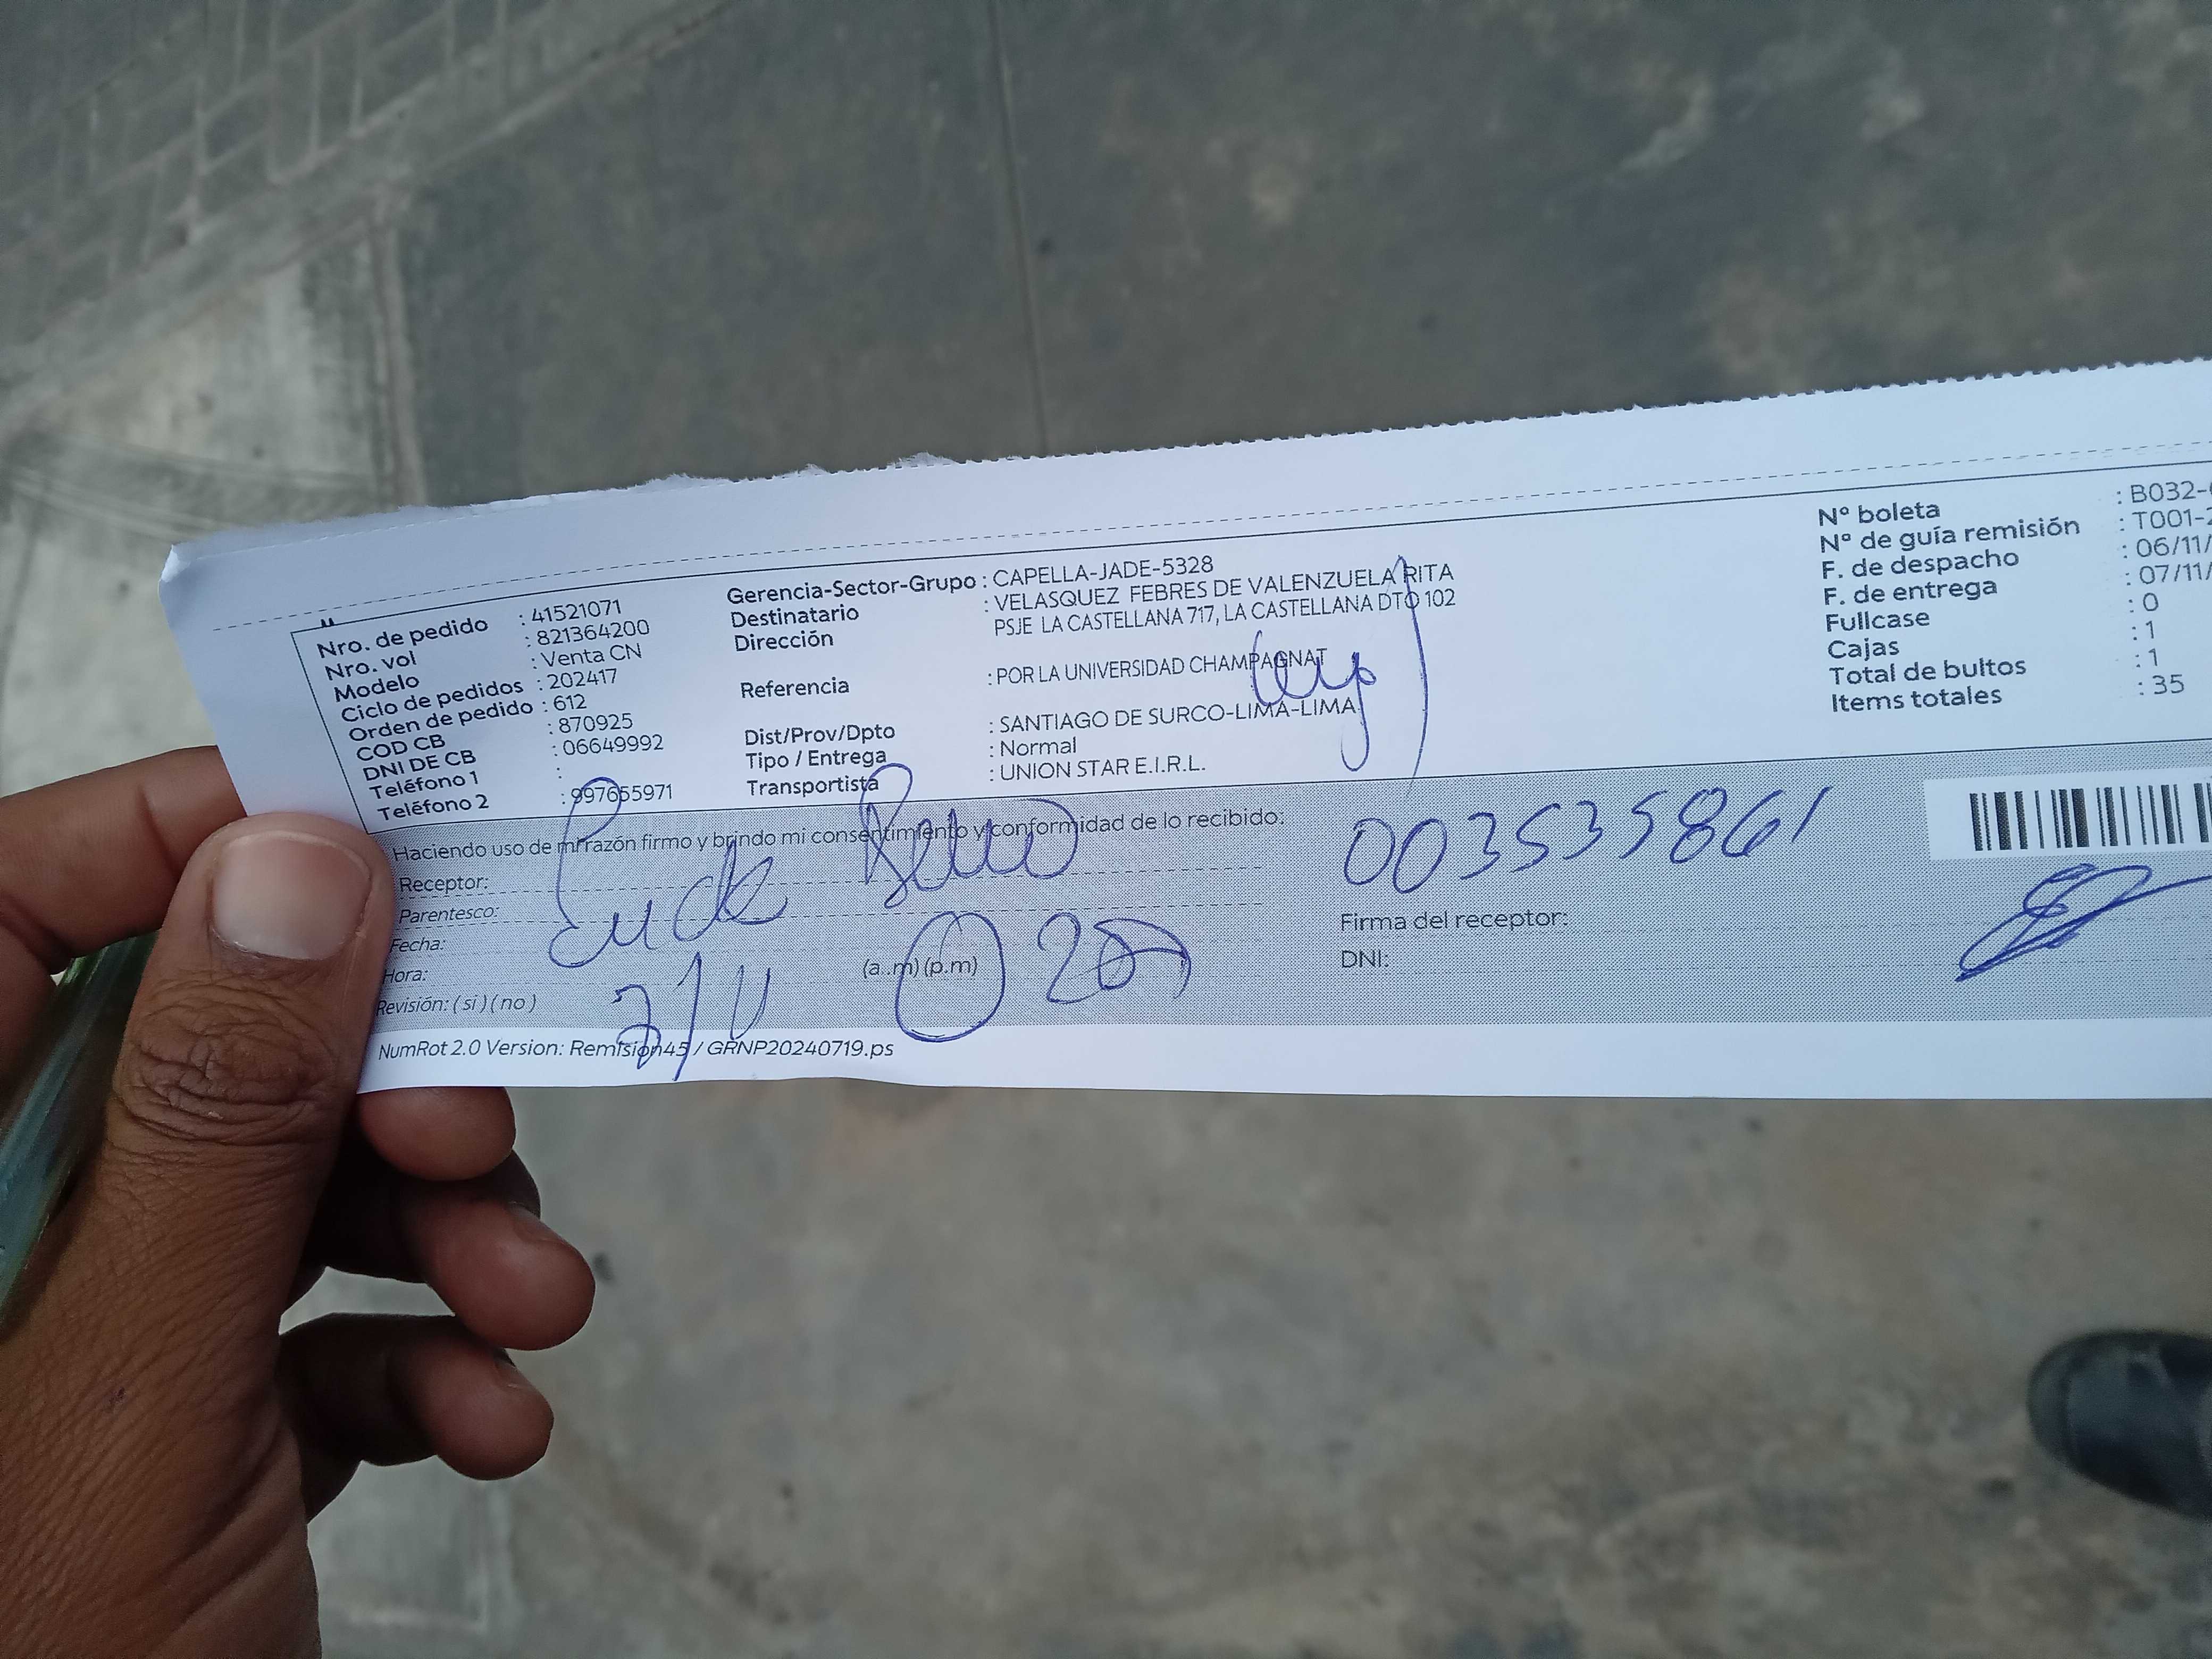 Nro. de pedido : 41521071
Nro. vol : 821364200
Modelo : Venta CN
Ciclo de pedidos : 202417
Orden de pedido : 612
COD CB : 870925
DNI DE CB : 06649992
Teléfono 1 :
Teléfono 2 : 997655971
Gerencia-Sector-Grupo : CAPELLA-JADE-5328
Destinatario : VELASQUEZ FEBRES DE VALENZUELA RITA
Dirección PSJE LA CASTELLANA 717, LA CASTELLANA DTO 102
Referencia : POR LA UNIVERSIDAD CHAMPAGNAT
Dist/Prov/Dpto : SANTIAGO DE SURCO-LIMA-LIMA
Tipo / Entrega : Normal
Transportista : UNION STAR E.I.R.L.
Nº boleta : B032-
Nº de guía remisión : T001-2
F. de despacho : 06/11/
F. de entrega : 07/11/
Fullcase : 0
Cajas : 1
Total de bultos : 1
Items totales : 35
Haciendo uso de mi razón firmo y brindo mi consentimiento y conformidad de lo recibido:
003535861
Receptor:
Parentesco:
Fecha:
Hora: (a.m) (p.m)
Revisión: ( si ) ( no )
Firma del receptor:
DNI:
NumRot 2.0 Version: Remision45 / GRNP20240719.ps